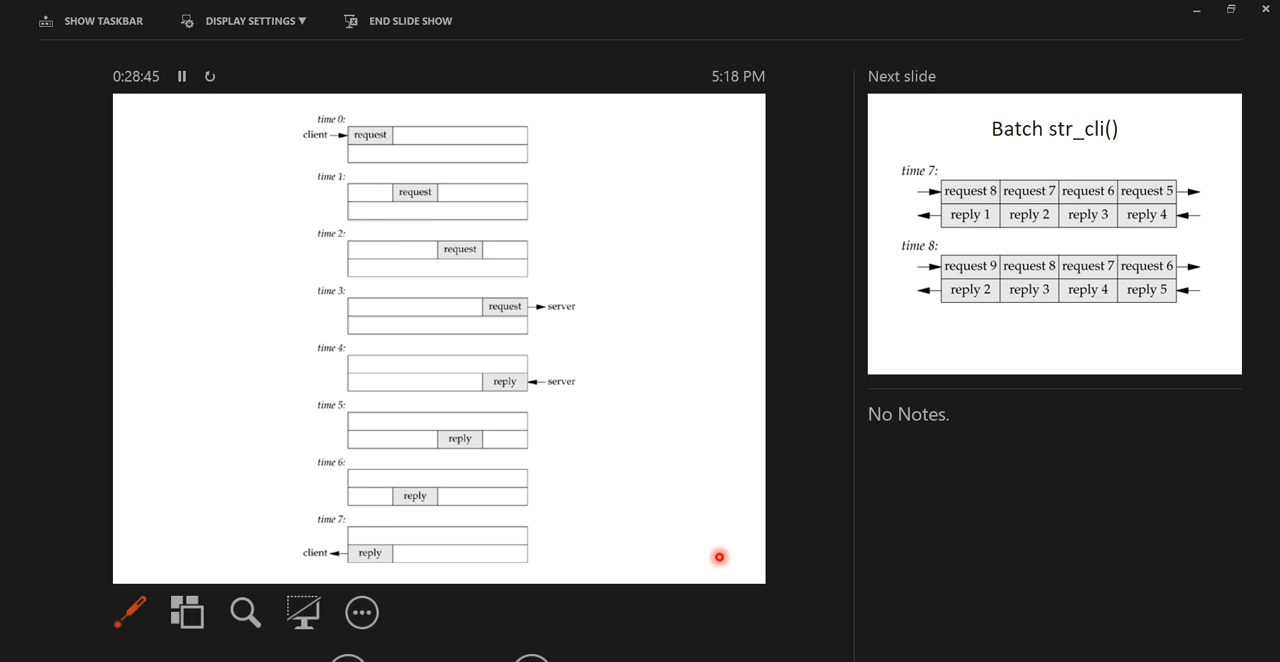 SHOW TASKBAR DISPLAY SETTINGS ▼ END SLIDE SHOW
0:28:45 5:18 PM
time 0:
client request
time 1:
request
time 2:
request
time 3:
request server
time 4:
reply server
time 5:
reply
time 6:
reply
time 7:
client reply
Next slide
Batch str_cli()
time 7:
request 8 request 7 request 6 request 5
reply 1 reply 2 reply 3 reply 4
time 8:
request 9 request 8 request 7 request 6
reply 2 reply 3 reply 4 reply 5
No Notes.